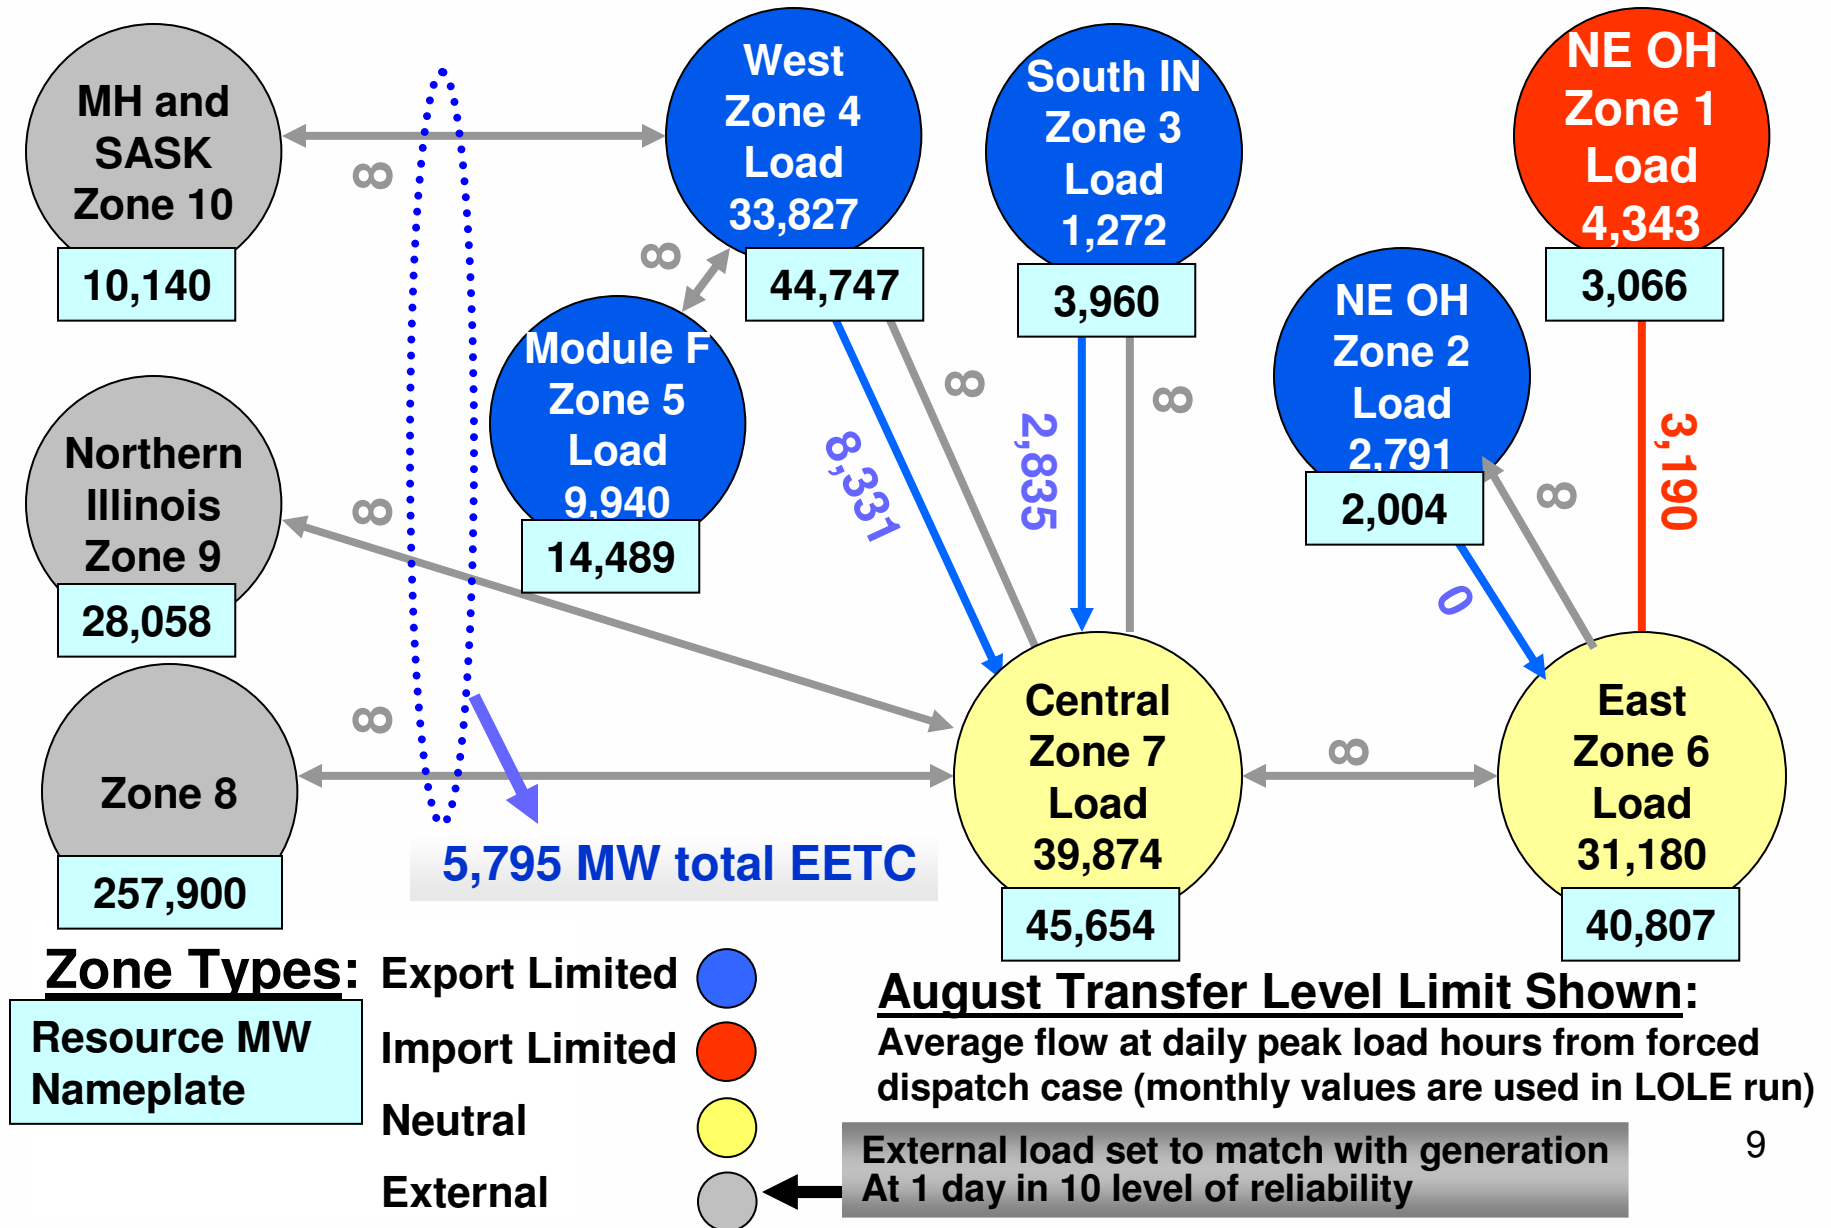 MH and
SASK
Zone 10
10,140
∞
West
Zone 4
Load
33,827
44,747
South IN
Zone 3
Load
1,272
3,960
NE OH
Zone 1
Load
4,343
3,066
∞
NE OH
Zone 2
Load
2,791
2,004
Module F
Zone 5
Load
9,940
14,489
Northern
Illinois
Zone 9
28,058
∞
8,331
∞
2,835
∞
∞
3,190
0
Zone 8
257,900
∞
5,795 MW total EETC
Central
Zone 7
Load
39,874
45,654
∞
East
Zone 6
Load
31,180
40,807
Zone Types:
Resource MW
Nameplate
Export Limited
Import Limited
Neutral
External
August Transfer Level Limit Shown:
Average flow at daily peak load hours from forced
dispatch case (monthly values are used in LOLE run)
External load set to match with generation
At 1 day in 10 level of reliability
9